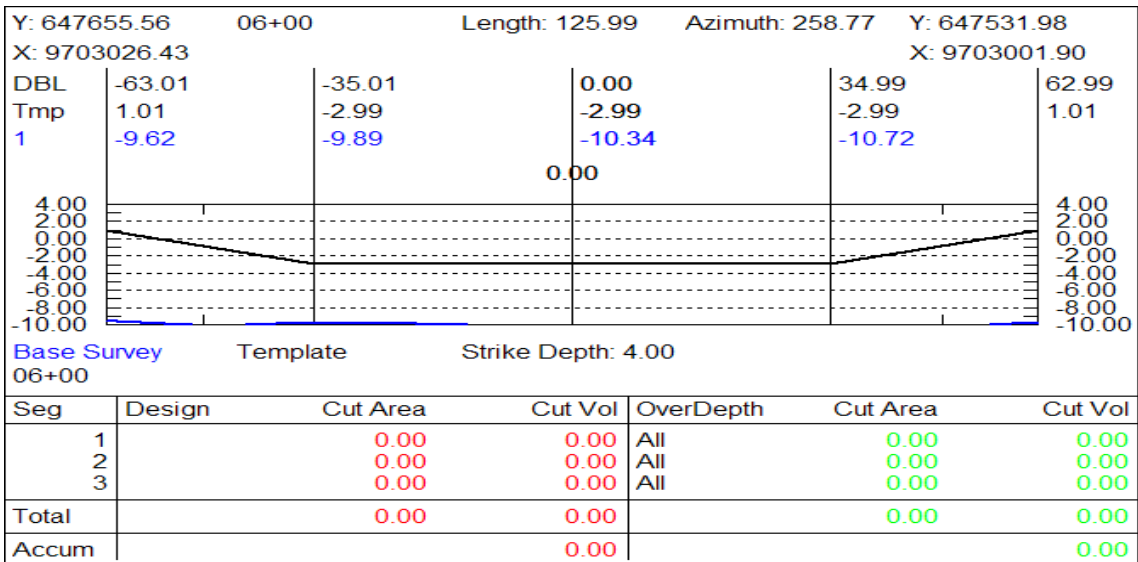 Y: 647655.56 06+00 Length: 125.99 Azimuth: 258.77 Y: 647531.98
X: 9703026.43 X: 9703001.90
DBL -63.01 -35.01 0.00 34.99 62.99
Tmp 1.01 -2.99 -2.99 -2.99 1.01
1 -9.62 -9.89 -10.34 -10.72
0.00
4.00 4.00
2.00 2.00
0.00 0.00
-2.00 -2.00
-4.00 -4.00
-6.00 -6.00
-8.00 -8.00
-10.00 -10.00
Base Survey Template Strike Depth: 4.00
06+00
Seg Design Cut Area Cut Vol OverDepth Cut Area Cut Vol
1 0.00 0.00 All 0.00 0.00
2 0.00 0.00 All 0.00 0.00
3 0.00 0.00 All 0.00 0.00
Total 0.00 0.00 0.00 0.00
Accum 0.00 0.00